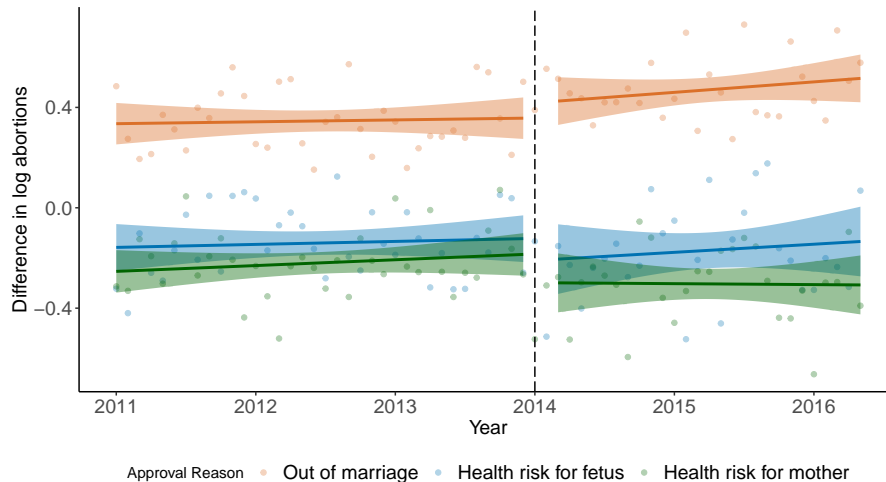 Difference in log abortions
0.4
0.0
−0.4
2011 2012 2013 2014 2015 2016
Year
Approval Reason Out of marriage Health risk for fetus Health risk for mother